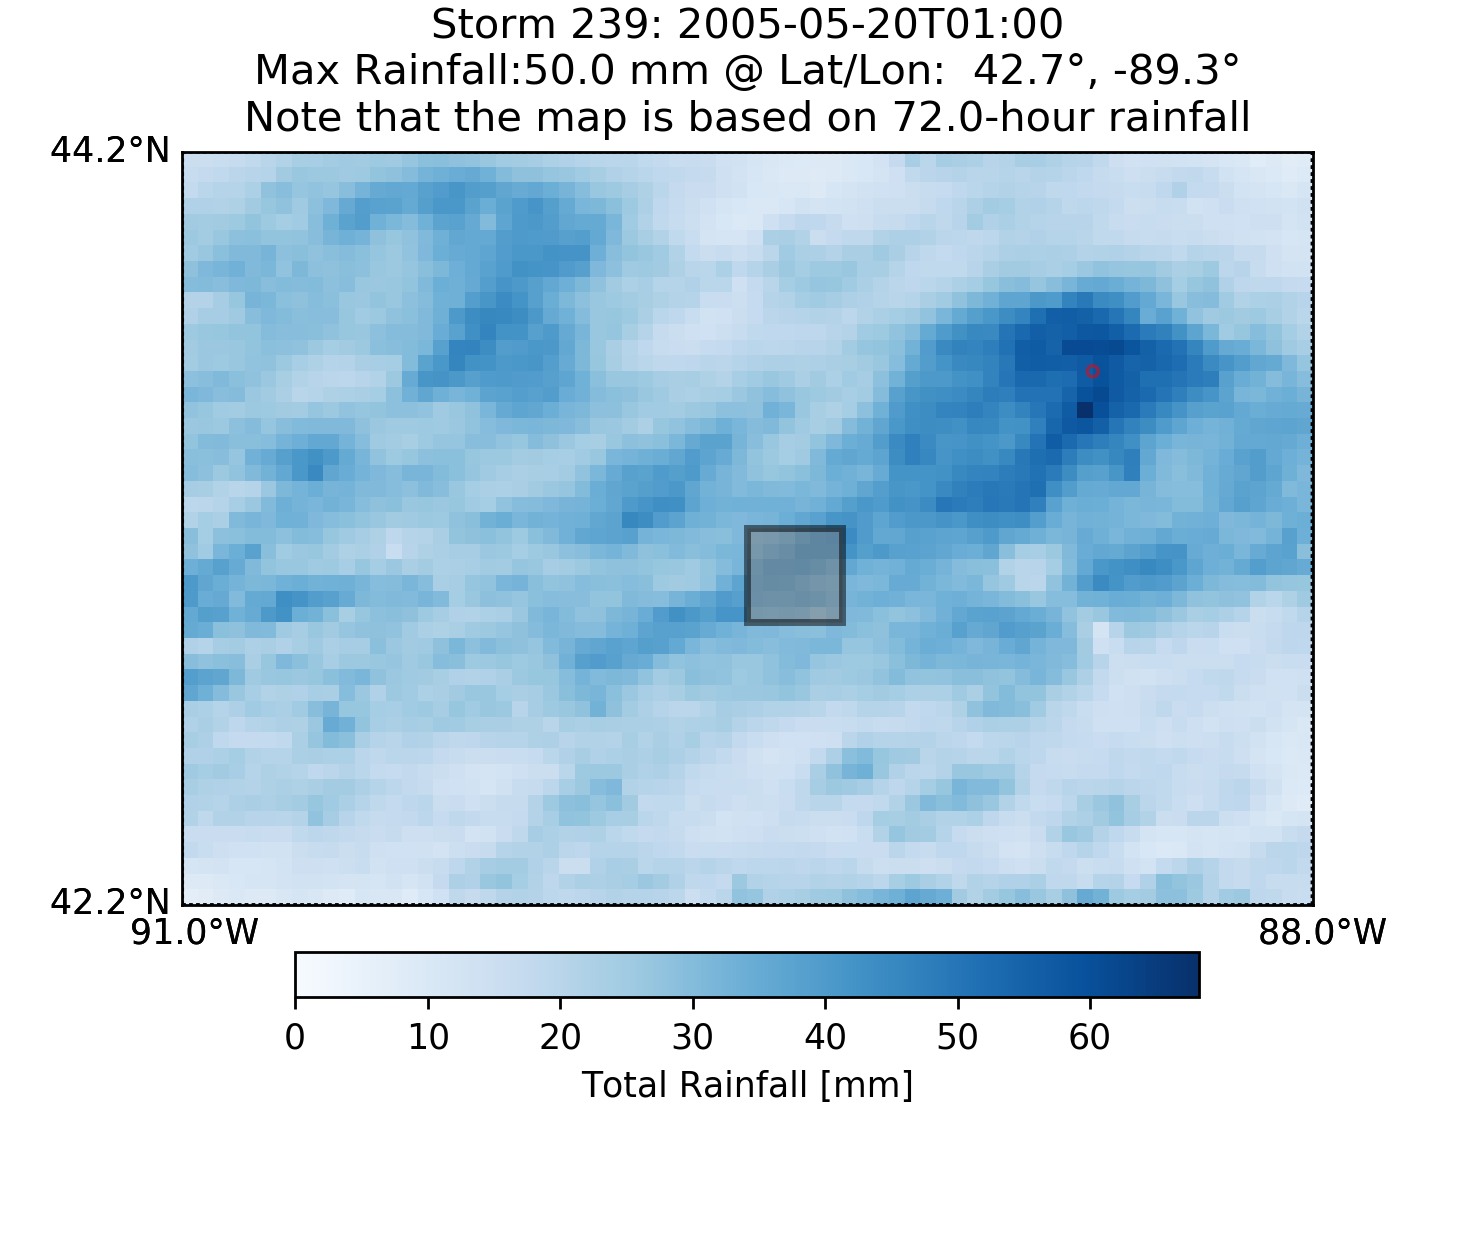 Storm 239: 2005-05-20T01:00
Max Rainfall:50.0 mm @ Lat/Lon:  42.7°, -89.3°
Note that the map is based on 72.0-hour rainfall
44.2°N
42.2°N
91.0°W 88.0°W
0 10 20 30 40 50 60
Total Rainfall [mm]